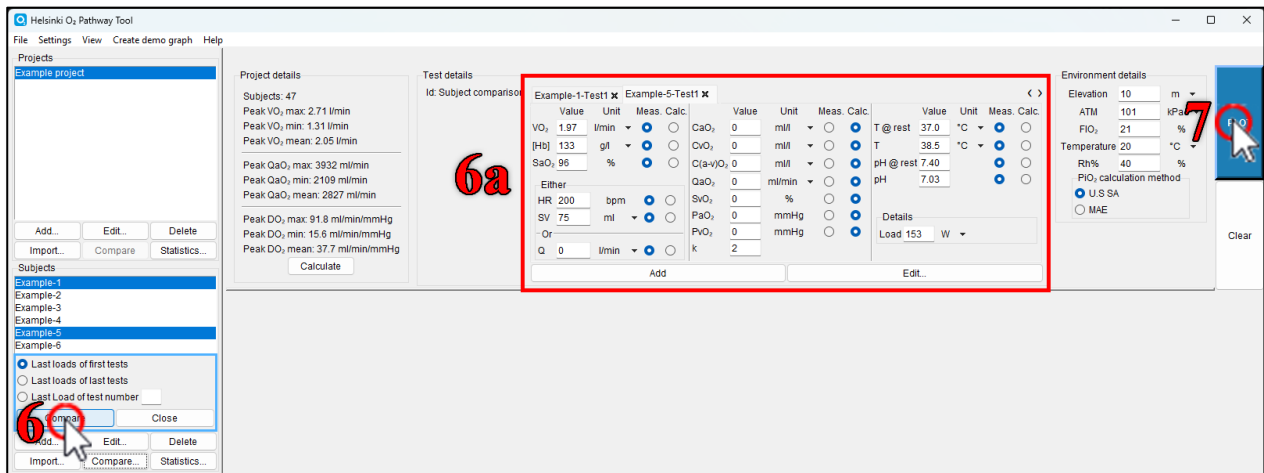 Helsinki O₂ Pathway Tool
File Settings View Create demo graph Help
Projects
Example project
Add... Edit... Delete
Import... Compare Statistics...
Subjects
Example-1
Example-2
Example-3
Example-4
Example-5
Example-6
Last loads of first tests
Last loads of last tests
Last Load of test number
Compare Close
6
Add... Edit... Delete
Import... Compare... Statistics...
Project details
Subjects: 47
Peak VO₂ max: 2.71 l/min
Peak VO₂ min: 1.31 l/min
Peak VO₂ mean: 2.05 l/min
Peak QaO₂ max: 3932 ml/min
Peak QaO₂ min: 2109 ml/min
Peak QaO₂ mean: 2827 ml/min
Peak DO₂ max: 91.8 ml/min/mmHg
Peak DO₂ min: 15.6 ml/min/mmHg
Peak DO₂ mean: 37.7 ml/min/mmHg
Calculate
Test details
Id: Subject comparison
6a
Example-1-Test1 ✖ Example-5-Test1 ✖ < >
Value Unit Meas. Calc.
VO₂ 1.97 l/min
[Hb] 133 g/l
SaO₂ 96 %
Either
HR 200 bpm
SV 75 ml
Or
Q 0 l/min
Value Unit Meas. Calc.
CaO₂ 0 ml/l
CvO₂ 0 ml/l
C(a-v)O₂ 0 ml/l
QaO₂ 0 ml/min
SvO₂ 0 %
PaO₂ 0 mmHg
PvO₂ 0 mmHg
k 2
Value Unit Meas. Calc.
T @ rest 37.0 °C
T 38.5 °C
pH @ rest 7.40
pH 7.03
Details
Load 153 W
Add Edit...
Environment details
Elevation 10 m
ATM 101 kPa
FIO₂ 21 %
Temperature 20 °C
Rh% 40 %
PiO₂ calculation method
U.S SA
MAE
7
PLOT
Clear